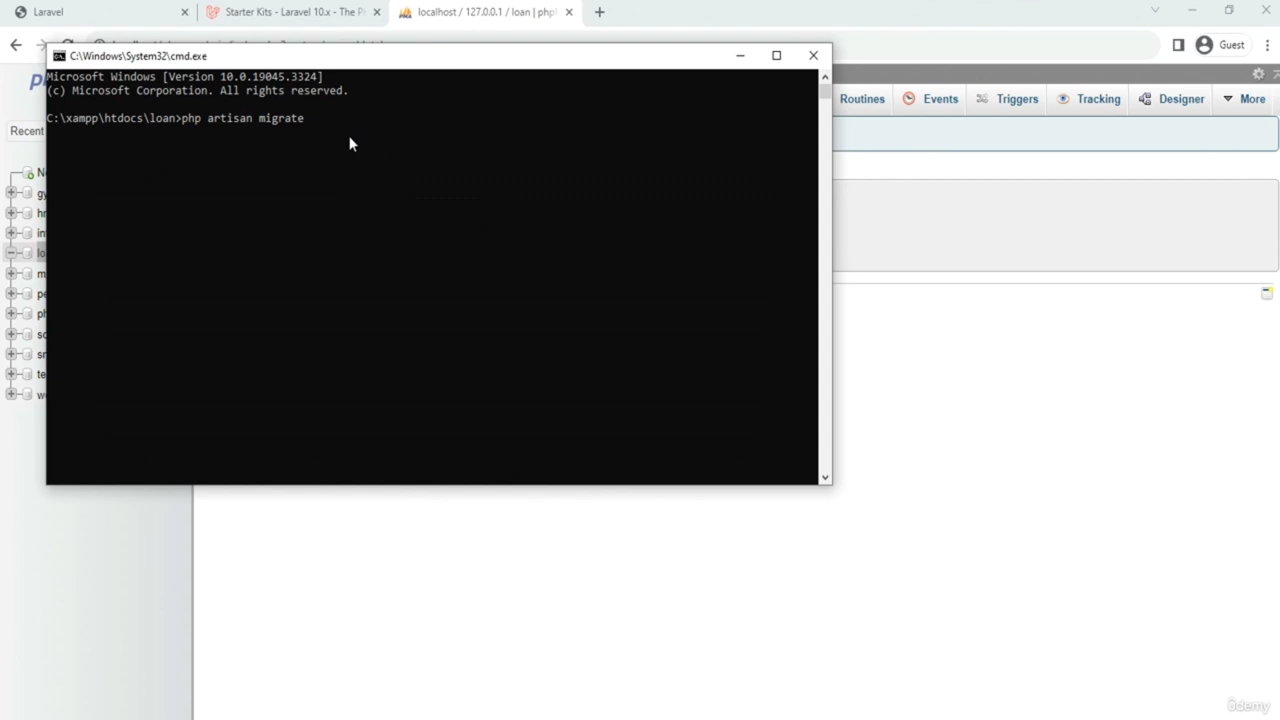 Laravel
Starter Kits - Laravel 10.x - The P
localhost / 127.0.0.1 / loan | php
Guest
C:\Windows\System32\cmd.exe
Microsoft Windows [Version 10.0.19045.3324]
(c) Microsoft Corporation. All rights reserved.
C:\xampp\htdocs\loan>php artisan migrate
Routines
Events
Triggers
Tracking
Designer
More
Recent
ûdemy